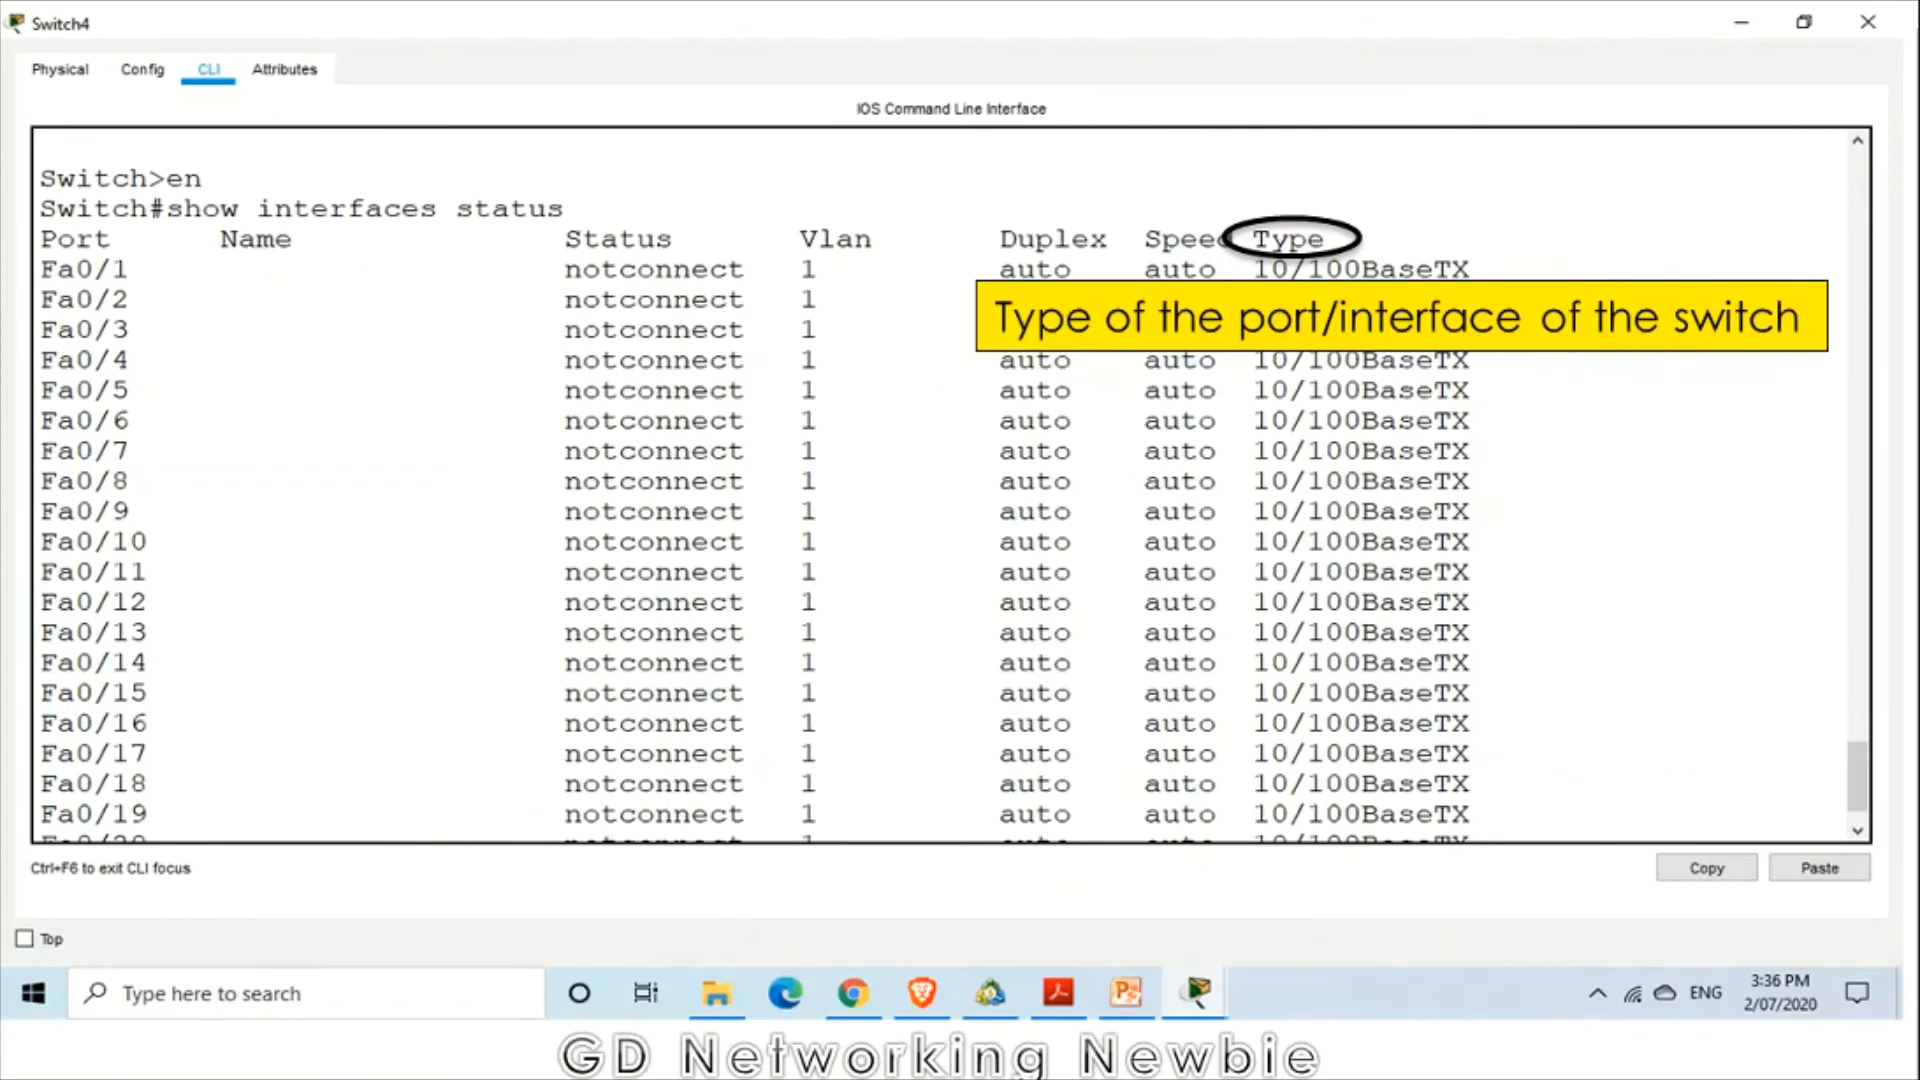 Switch4
Physical Config CLI Attributes
IOS Command Line Interface
Switch>en
Switch#show interfaces status
Port Name Status Vlan Duplex Speed Type
Fa0/1 notconnect 1 auto auto 10/100BaseTX
Fa0/2 notconnect 1
Type of the port/interface of the switch
Fa0/3 notconnect 1
Fa0/4 notconnect 1 auto auto 10/100BaseTX
Fa0/5 notconnect 1 auto auto 10/100BaseTX
Fa0/6 notconnect 1 auto auto 10/100BaseTX
Fa0/7 notconnect 1 auto auto 10/100BaseTX
Fa0/8 notconnect 1 auto auto 10/100BaseTX
Fa0/9 notconnect 1 auto auto 10/100BaseTX
Fa0/10 notconnect 1 auto auto 10/100BaseTX
Fa0/11 notconnect 1 auto auto 10/100BaseTX
Fa0/12 notconnect 1 auto auto 10/100BaseTX
Fa0/13 notconnect 1 auto auto 10/100BaseTX
Fa0/14 notconnect 1 auto auto 10/100BaseTX
Fa0/15 notconnect 1 auto auto 10/100BaseTX
Fa0/16 notconnect 1 auto auto 10/100BaseTX
Fa0/17 notconnect 1 auto auto 10/100BaseTX
Fa0/18 notconnect 1 auto auto 10/100BaseTX
Fa0/19 notconnect 1 auto auto 10/100BaseTX
Ctrl+F6 to exit CLI focus
Copy Paste
Top
Type here to search
ENG
3:36 PM
2/07/2020
GD Networking Newbie